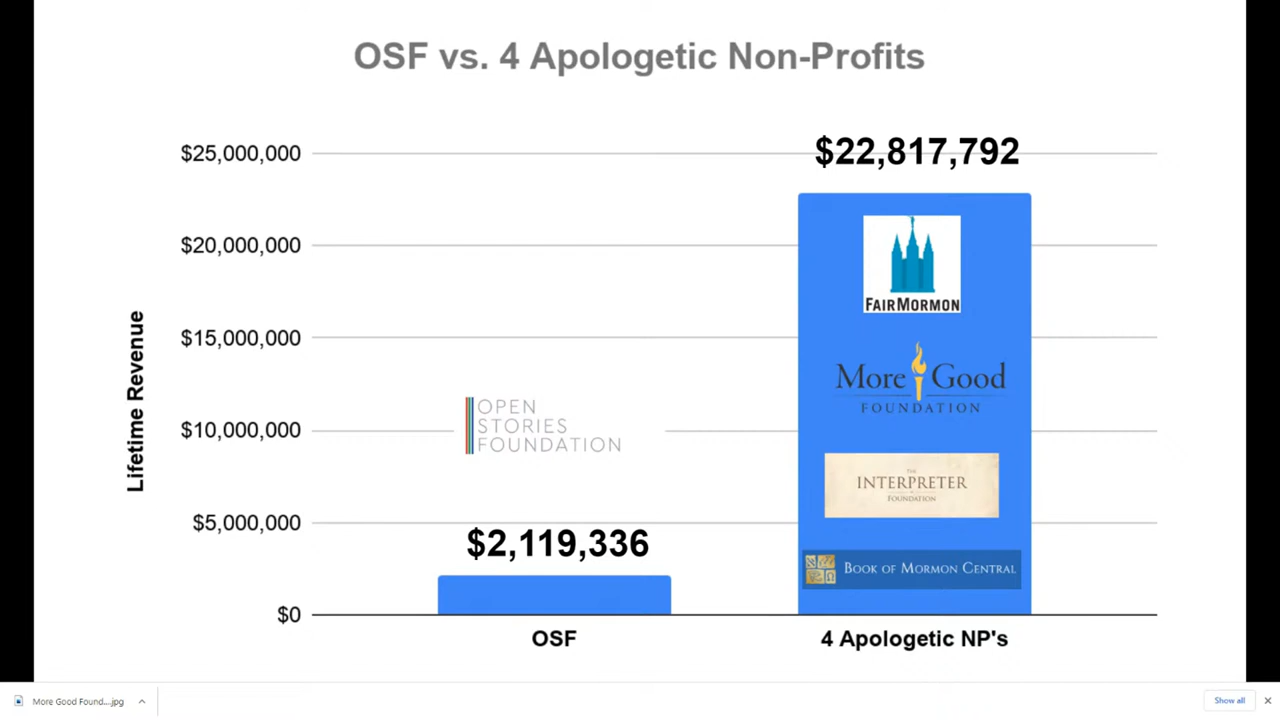 OSF vs. 4 Apologetic Non-Profits
Lifetime Revenue
$25,000,000
$20,000,000
$15,000,000
$10,000,000
$5,000,000
$0
OPEN
STORIES
FOUNDATION
$2,119,336
OSF
$22,817,792
FAIRMORMON
More Good
FOUNDATION
THE
INTERPRETER
FOUNDATION
BOOK OF MORMON CENTRAL
4 Apologetic NP's
More Good Found....jpg
Show all